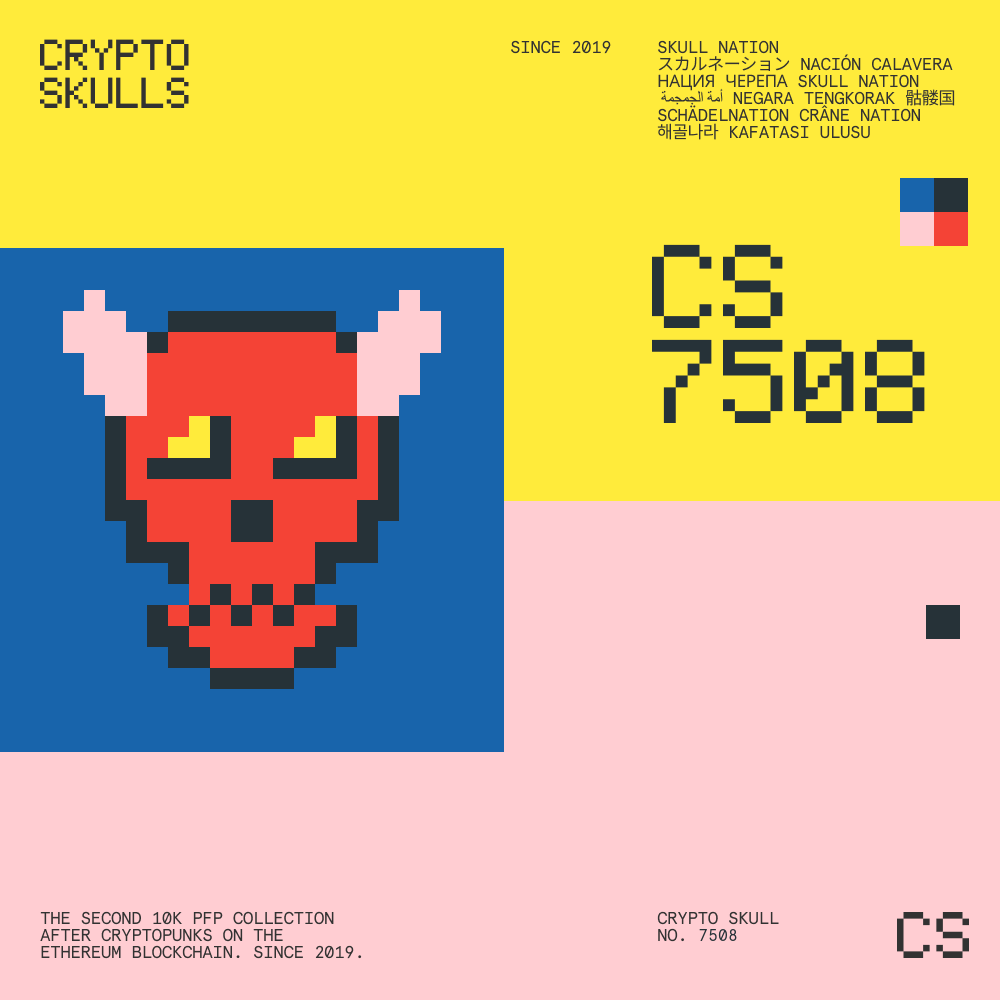 CRYPTO
SKULLS
SINCE 2019
SKULL NATION
スカルネーション NACIÓN CALAVERA
НАЦИЯ ЧЕРЕПА SKULL NATION
أمة الجمجمة NEGARA TENGKORAK 骷髅国
SCHÄDELNATION CRÂNE NATION
해골나라 KAFATASI ULUSU
CS
7508
THE SECOND 10K PFP COLLECTION
AFTER CRYPTOPUNKS ON THE
ETHEREUM BLOCKCHAIN. SINCE 2019.
CRYPTO SKULL
NO. 7508
CS